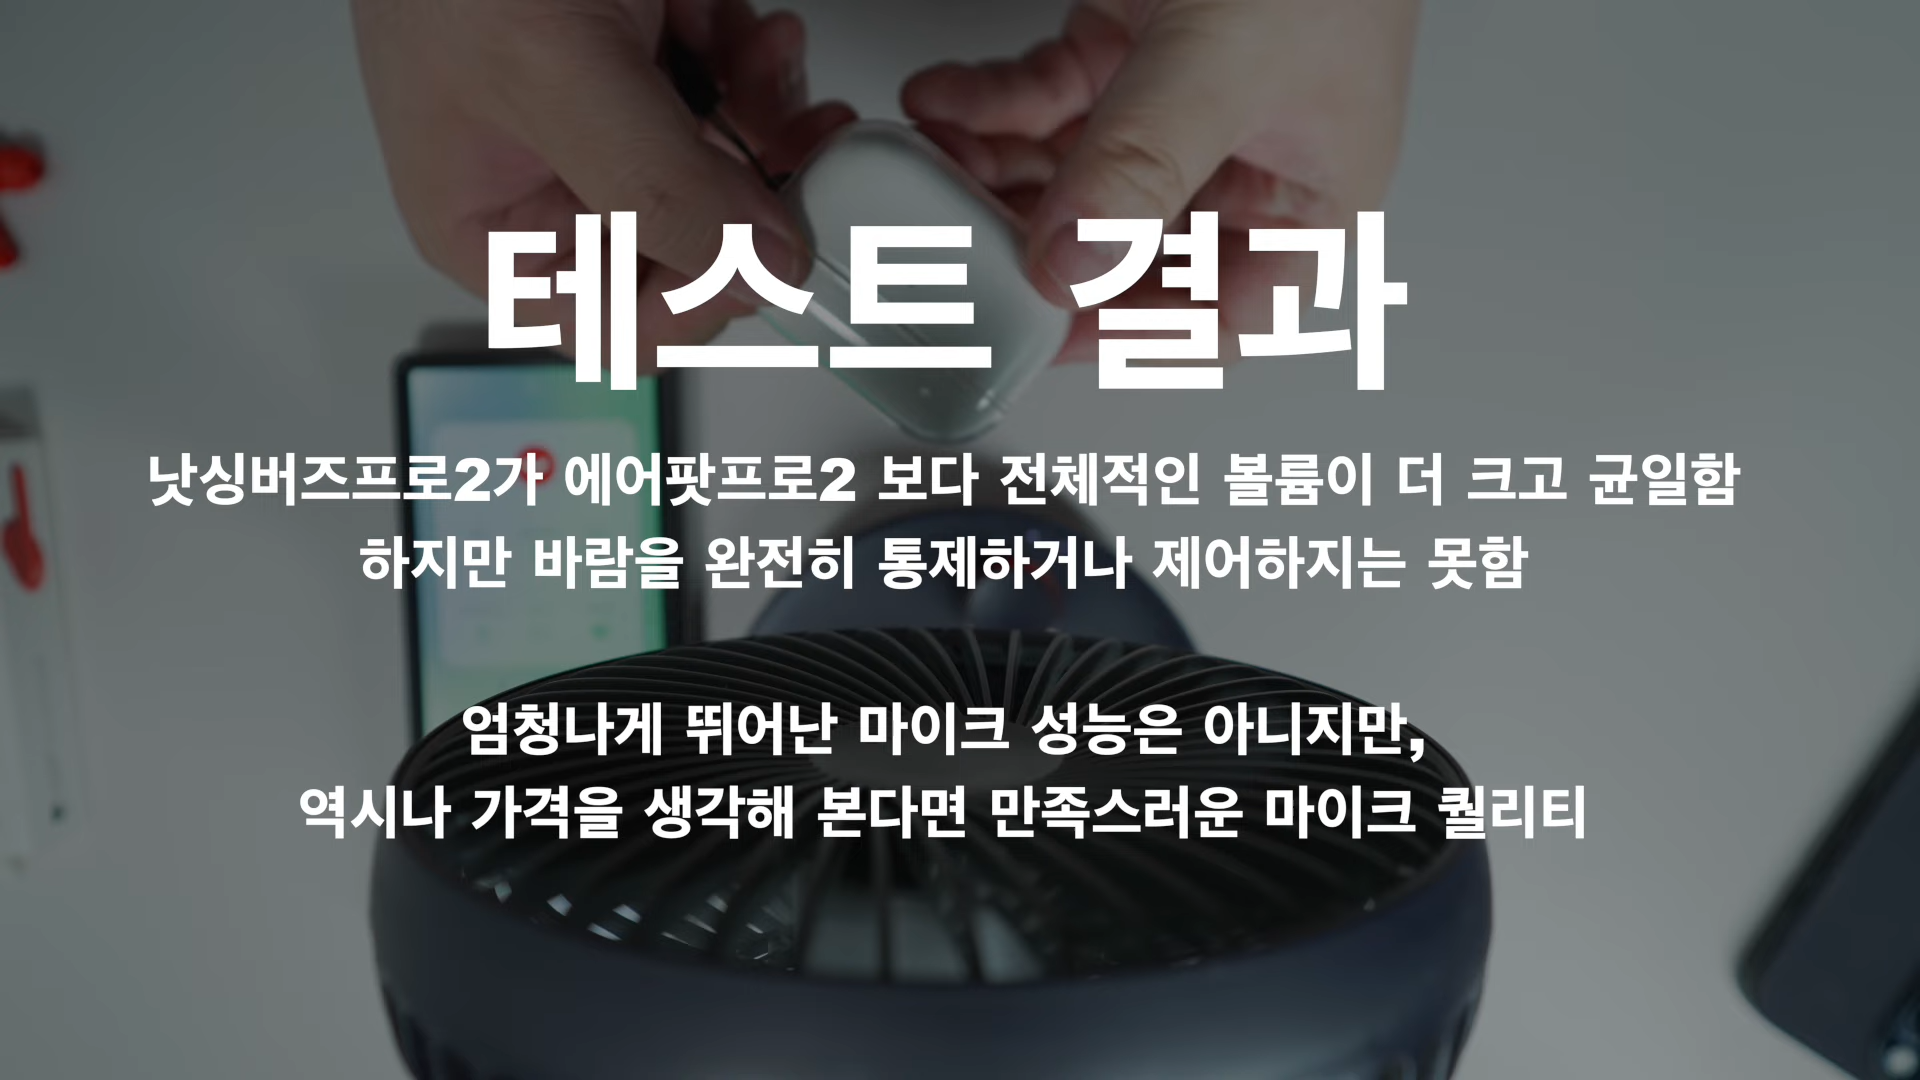 테스트 결과
낫싱버즈프로2가 에어팟프로2 보다 전체적인 볼륨이 더 크고 균일함
하지만 바람을 완전히 통제하거나 제어하지는 못함
엄청나게 뛰어난 마이크 성능은 아니지만,
역시나 가격을 생각해 본다면 만족스러운 마이크 퀄리티